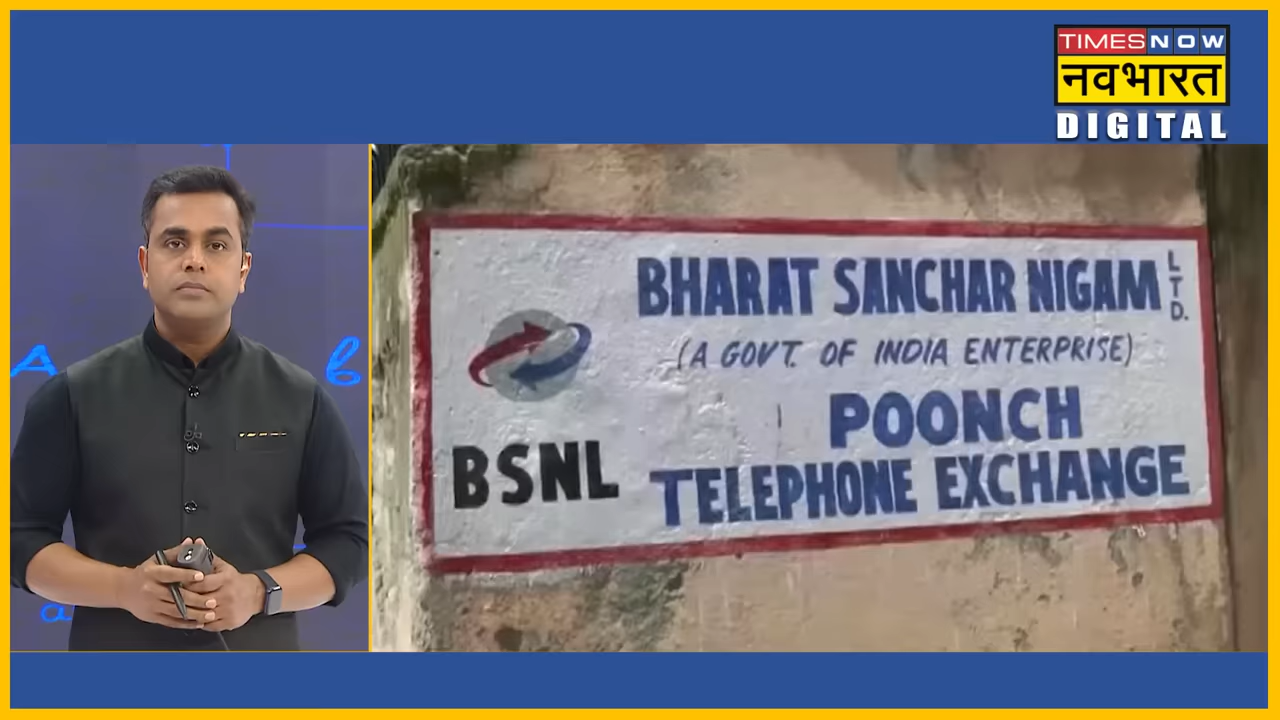 TIMES NOW
नवभारत
DIGITAL
A
b
a
BHARAT SANCHAR NIGAM LTD.
(A GOVT. OF INDIA ENTERPRISE)
POONCH
TELEPHONE EXCHANGE
BSNL